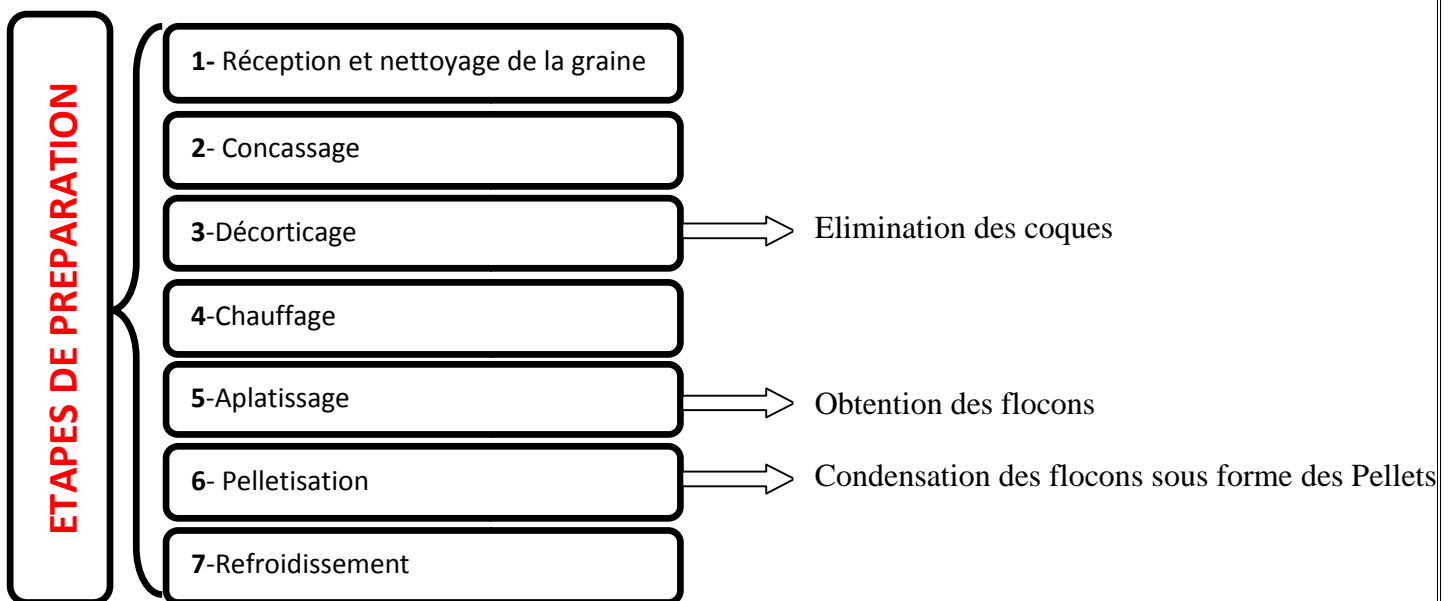 ETAPES DE PREPARATION
1- Réception et nettoyage de la graine
2- Concassage
3-Décorticage
Elimination des coques
4-Chauffage
5-Aplatissage
Obtention des flocons
6- Pelletisation
Condensation des flocons sous forme des Pellets
7-Refroidissement